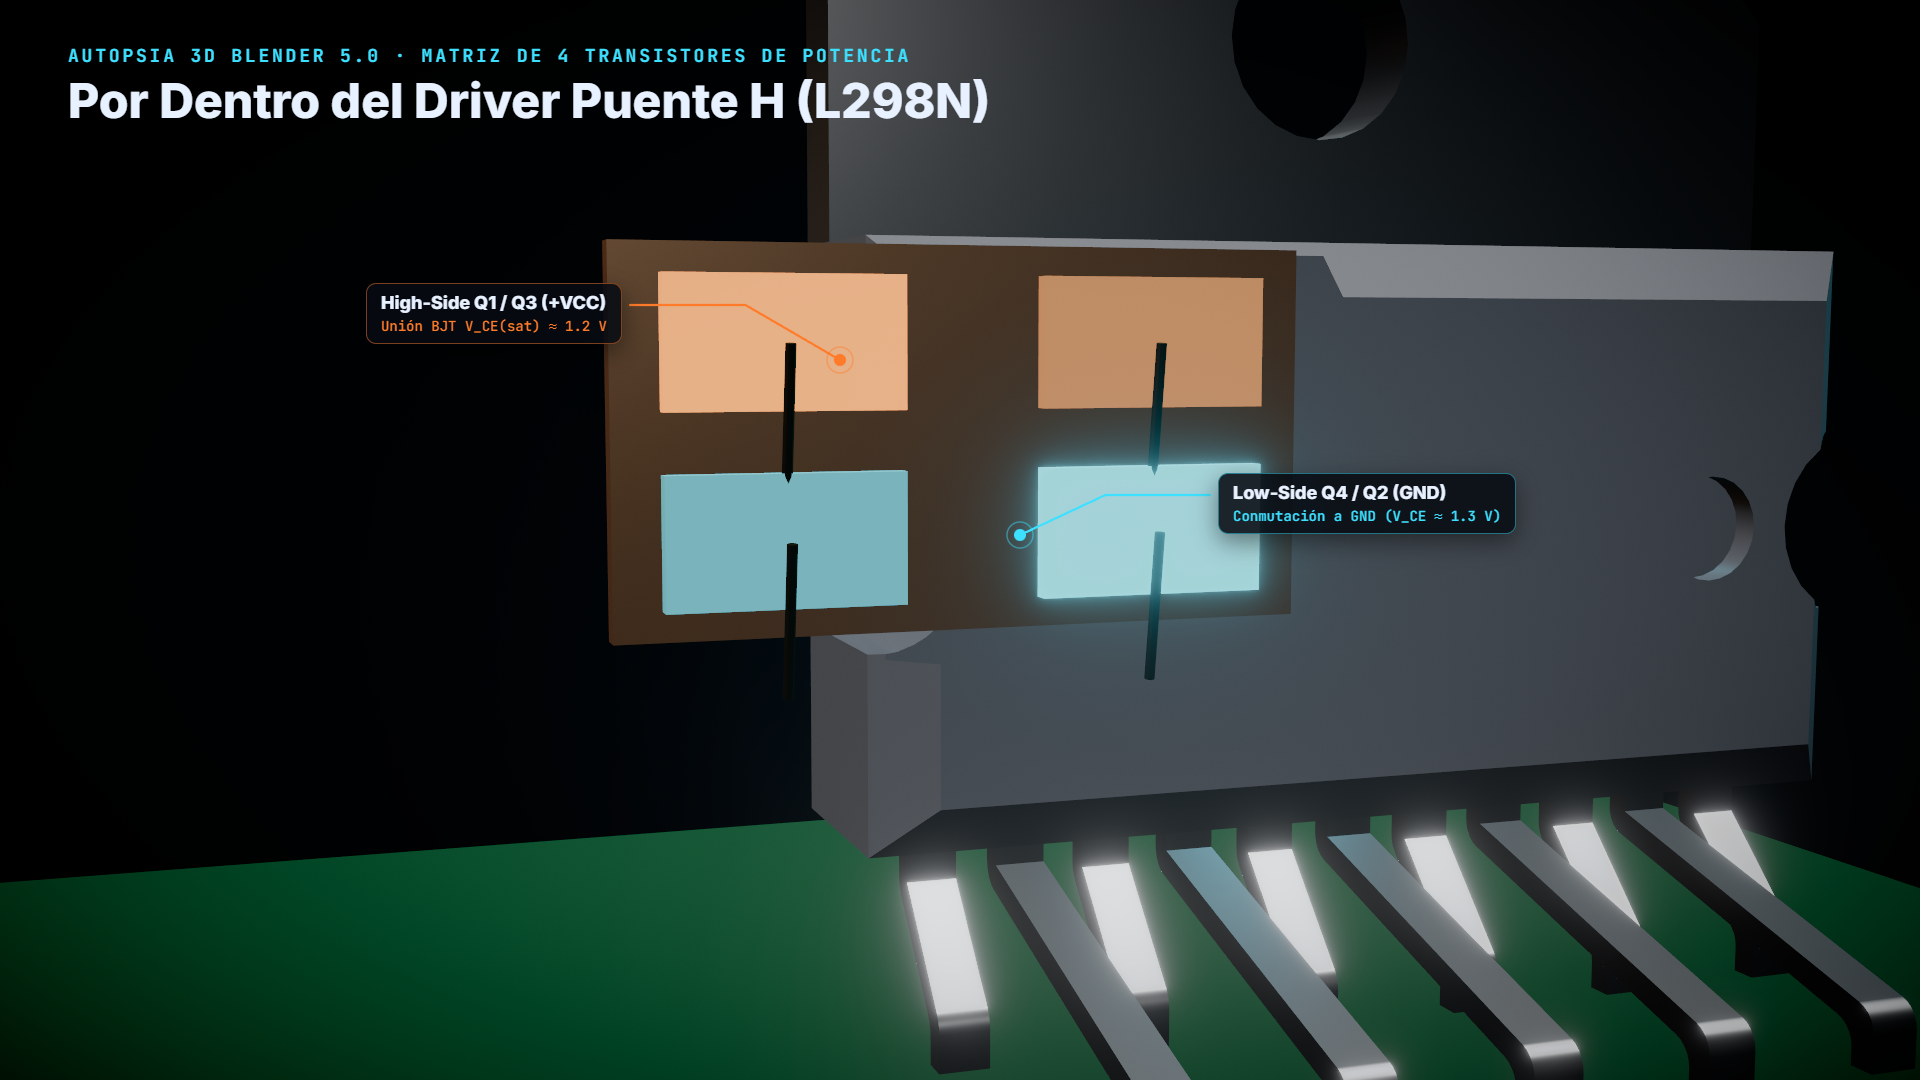 AUTOPSIA 3D BLENDER 5.0 · MATRIZ DE 4 TRANSISTORES DE POTENCIA
Por Dentro del Driver Puente H (L298N)
High-Side Q1 / Q3 (+VCC)
Unión BJT V_CE(sat) ≈ 1.2 V
Low-Side Q4 / Q2 (GND)
Conmutación a GND (V_CE ≈ 1.3 V)